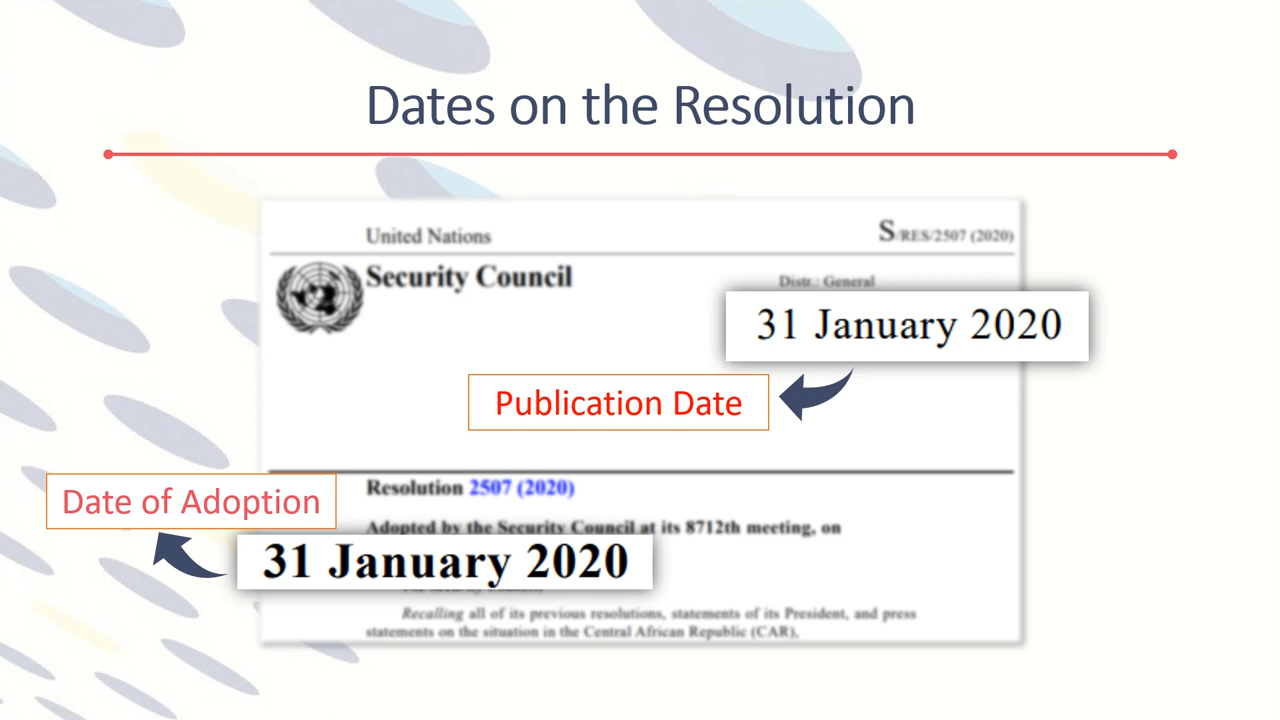 Dates on the Resolution
United Nations
S/RES/2507 (2020)
Security Council
Distr.: General
31 January 2020
Publication Date
Resolution 2507 (2020)
Date of Adoption
Adopted by the Security Council at its 8712th meeting, on
31 January 2020
The Security Council,
Recalling all of its previous resolutions, statements of its President, and press
statements on the situation in the Central African Republic (CAR),